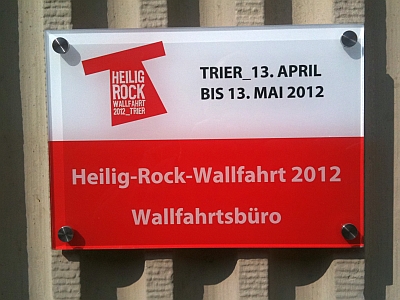 HEILIG
ROCK
WALLFAHRT
2012_TRIER
TRIER_13. APRIL
BIS 13. MAI 2012
Heilig-Rock-Wallfahrt 2012
Wallfahrtsbüro